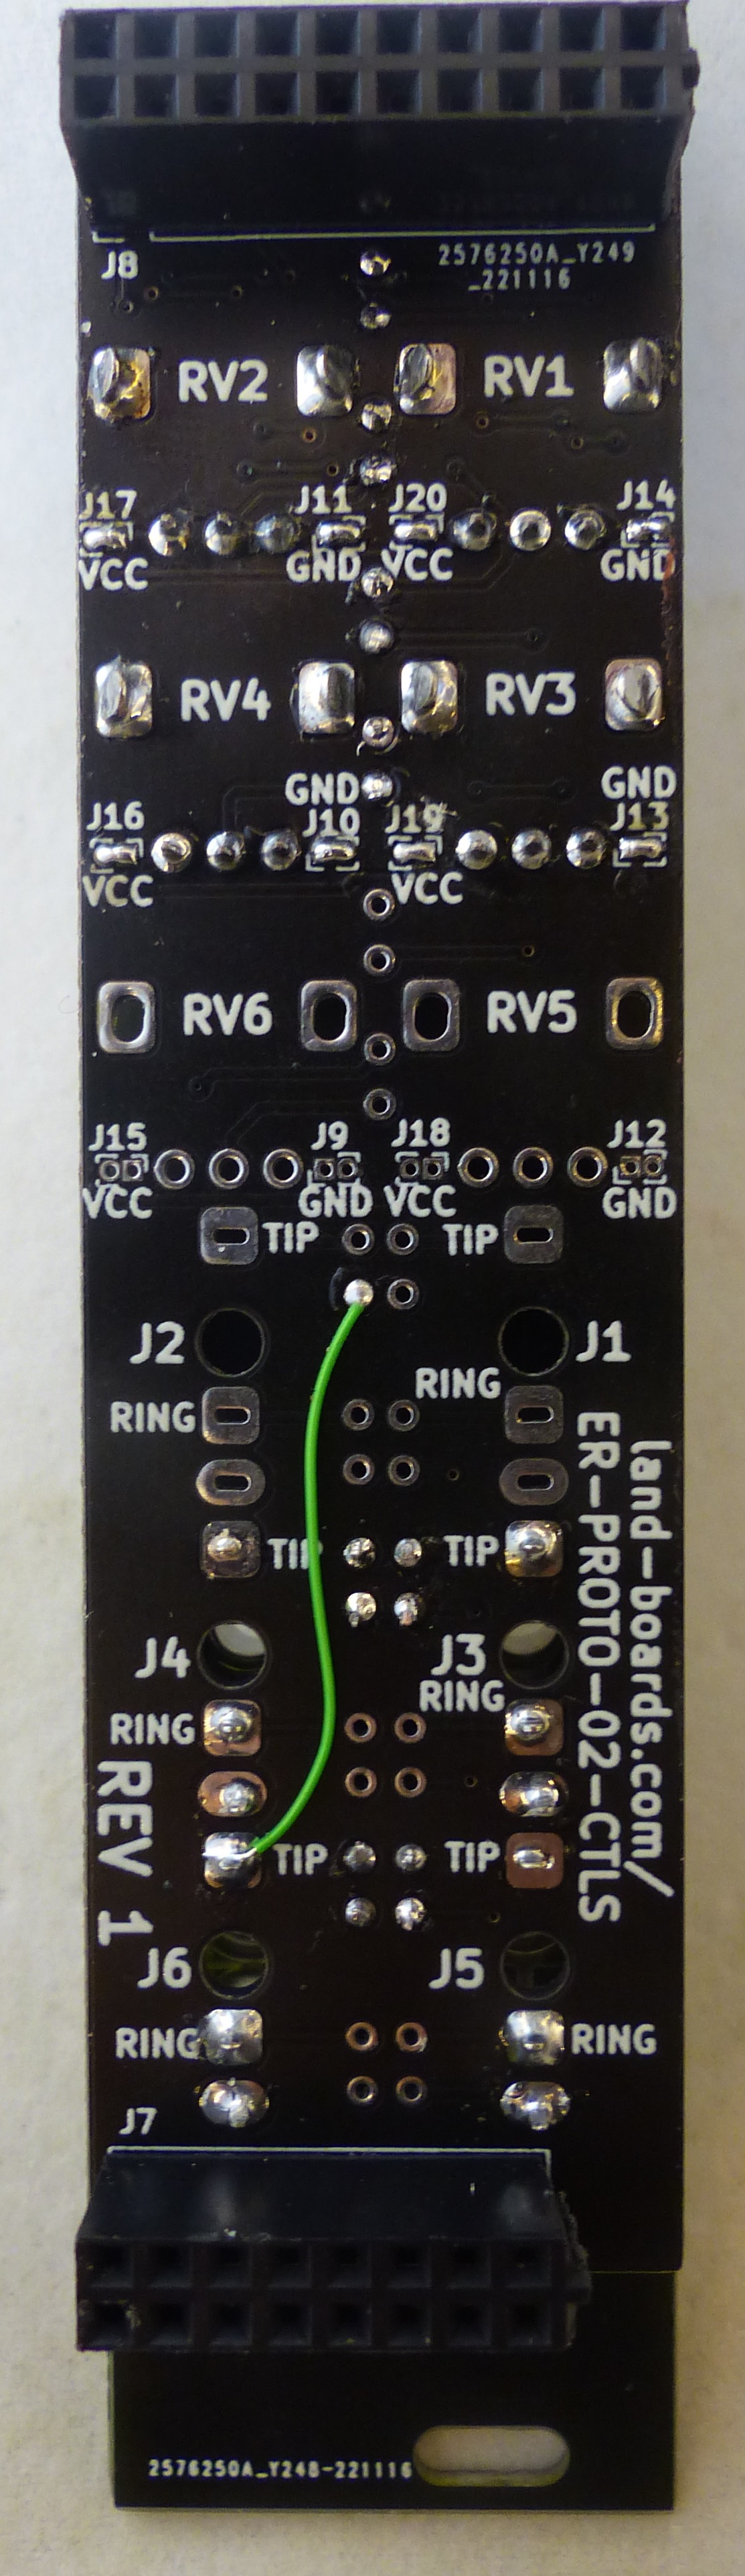 J8
2576250A_Y249
_221116
RV2
RV1
J17
J11
J20
J14
VCC
GND
VCC
GND
RV4
RV3
GND
GND
J16
J10
J19
J13
VCC
VCC
RV6
RV5
J15
J9
J18
J12
VCC
GND
VCC
GND
TIP
TIP
J2
J1
RING
RING
TIP
TIP
J4
J3
RING
RING
TIP
TIP
J6
J5
RING
RING
J7
land-boards.com/
ER-PROTO-02-CTLS
REV 1
2576250A_Y248-221116